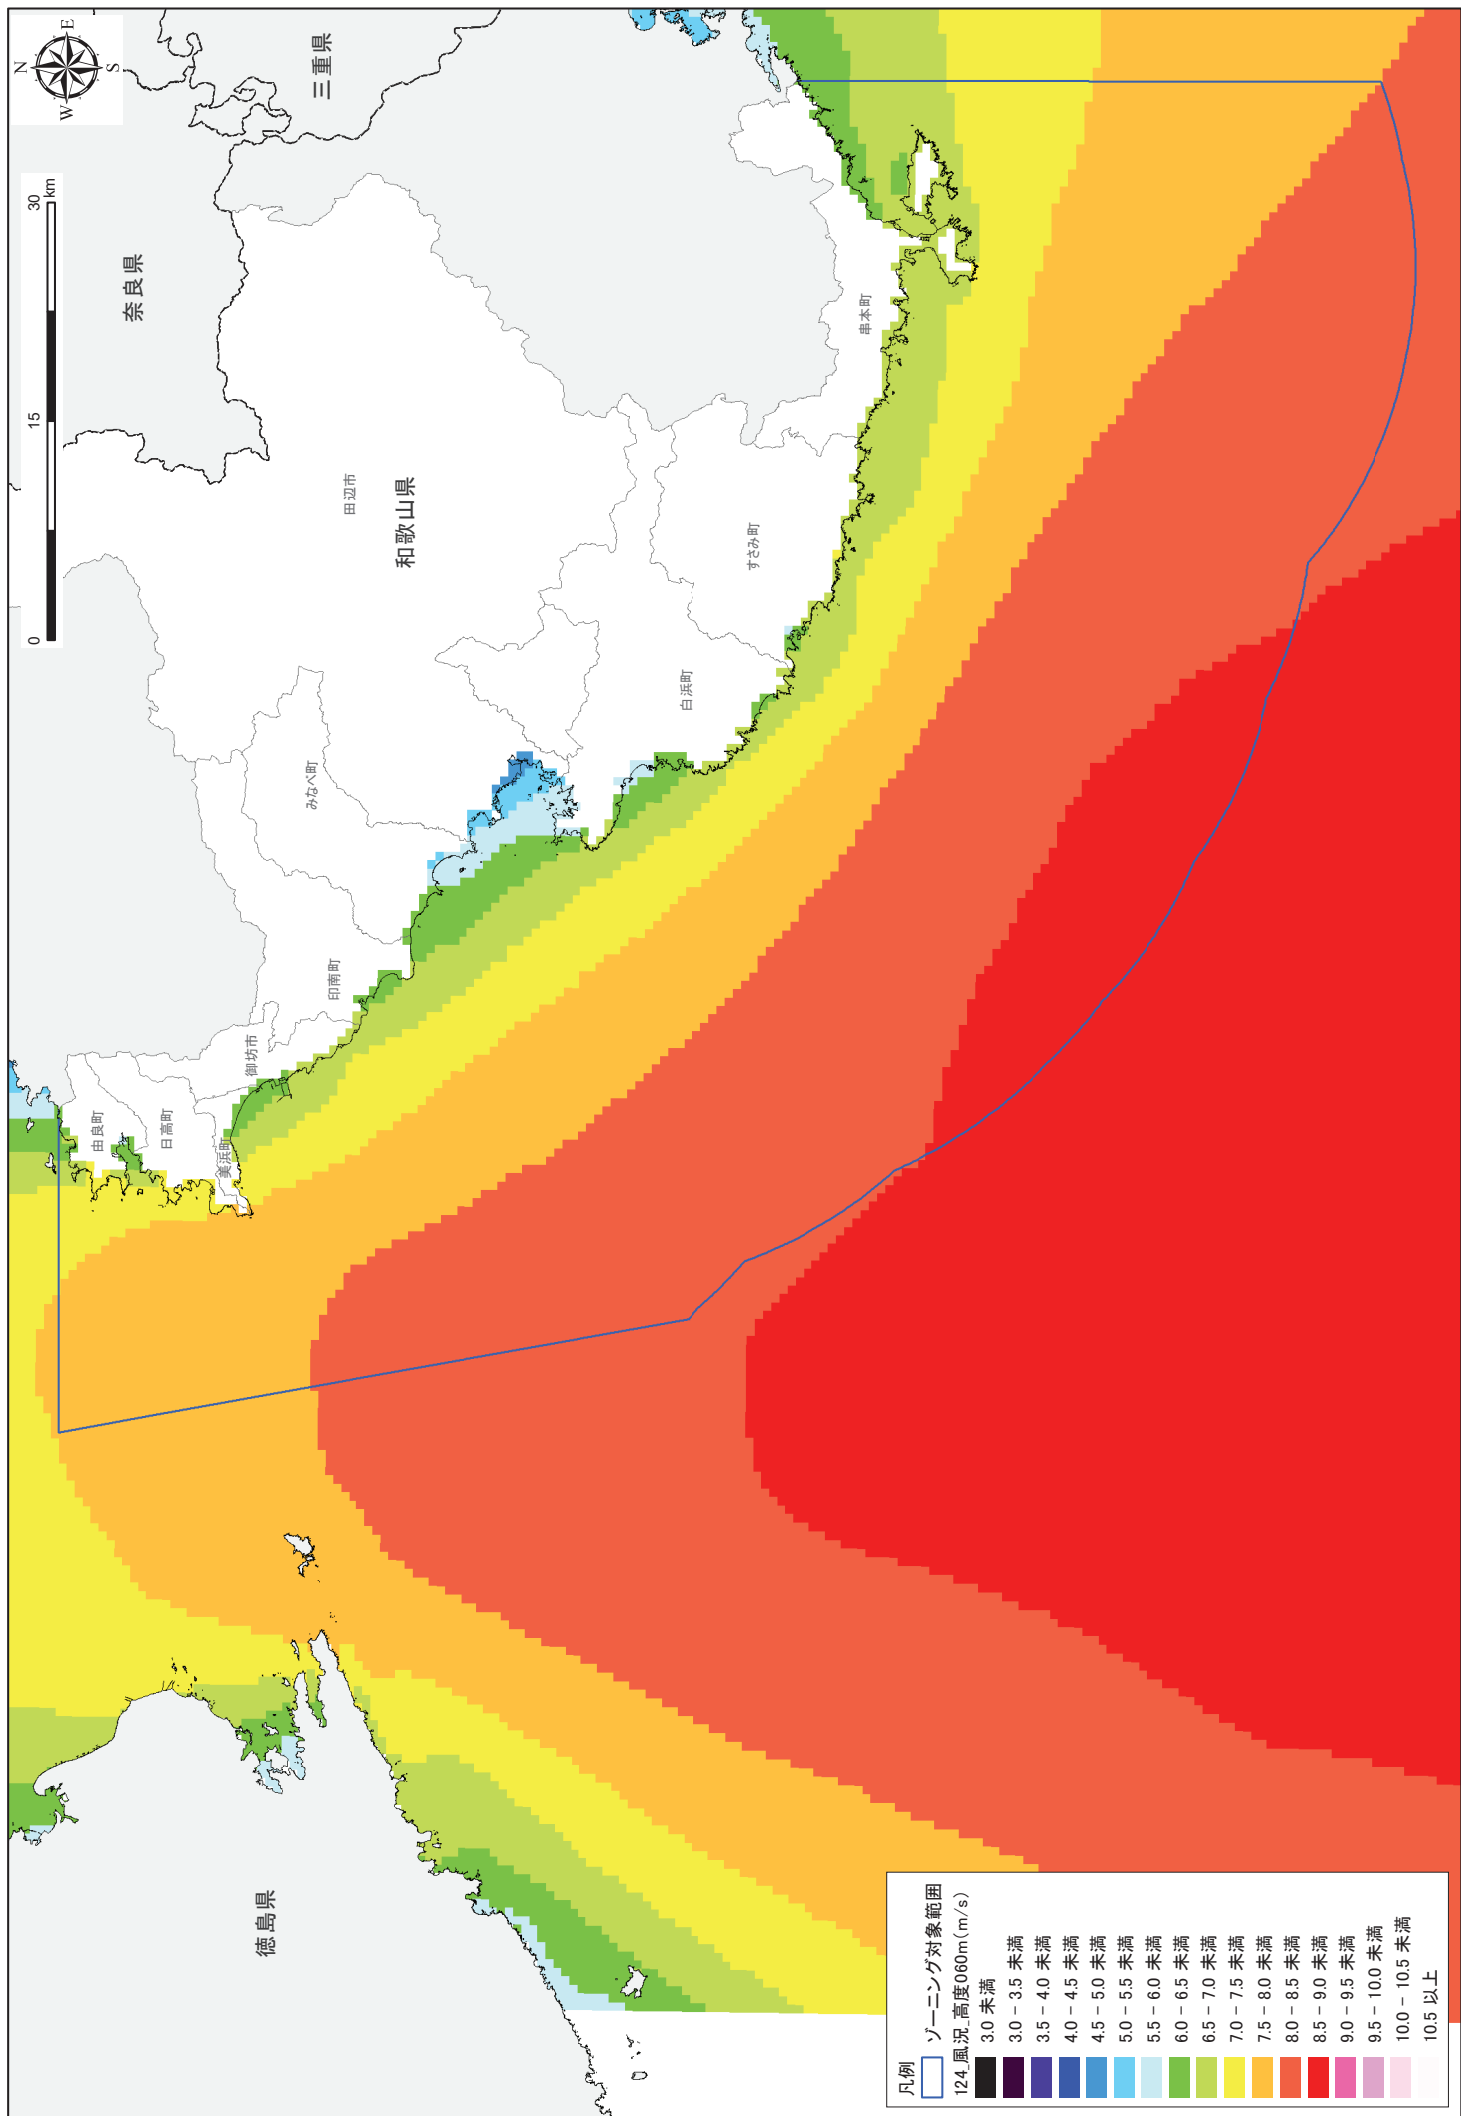 N
E
S
W
0
15
30
km
奈良県
三重県
和歌山県
田辺市
みなべ町
印南町
御坊市
由良町
日高町
美浜町
白浜町
すさみ町
串本町
徳島県
凡例
ゾーニング対象範囲
124_風況_高度060m(m/s)
3.0 未満
3.0 - 3.5 未満
3.5 - 4.0 未満
4.0 - 4.5 未満
4.5 - 5.0 未満
5.0 - 5.5 未満
5.5 - 6.0 未満
6.0 - 6.5 未満
6.5 - 7.0 未満
7.0 - 7.5 未満
7.5 - 8.0 未満
8.0 - 8.5 未満
8.5 - 9.0 未満
9.0 - 9.5 未満
9.5 - 10.0 未満
10.0 - 10.5 未満
10.5 以上